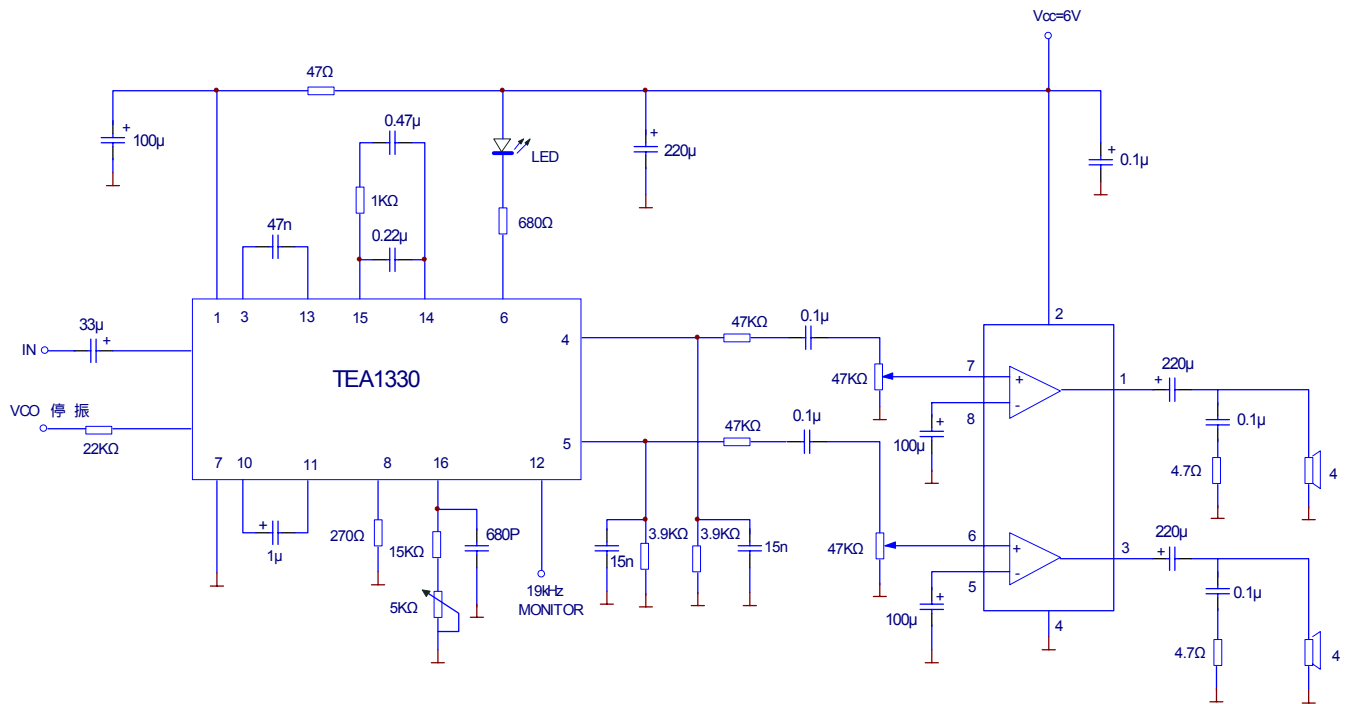 Vcc=6V
47Ω
+
100μ
0.47μ
LED
+
220μ
+
0.1μ
1KΩ
680Ω
47n
0.22μ
1
3
13
15
14
6
2
33μ
+
IN
4
47KΩ
0.1μ
TEA1330
47KΩ
7
+
-
8
1
220μ
+
VCO 停 振
22KΩ
5
47KΩ
0.1μ
+
100μ
0.1μ
4.7Ω
4
7
10
11
8
16
12
+
1μ
270Ω
15KΩ
680P
5KΩ
19kHz
MONITOR
15n
3.9KΩ
3.9KΩ
15n
47KΩ
6
+
-
5
3
220μ
+
+
100μ
4
0.1μ
4.7Ω
4